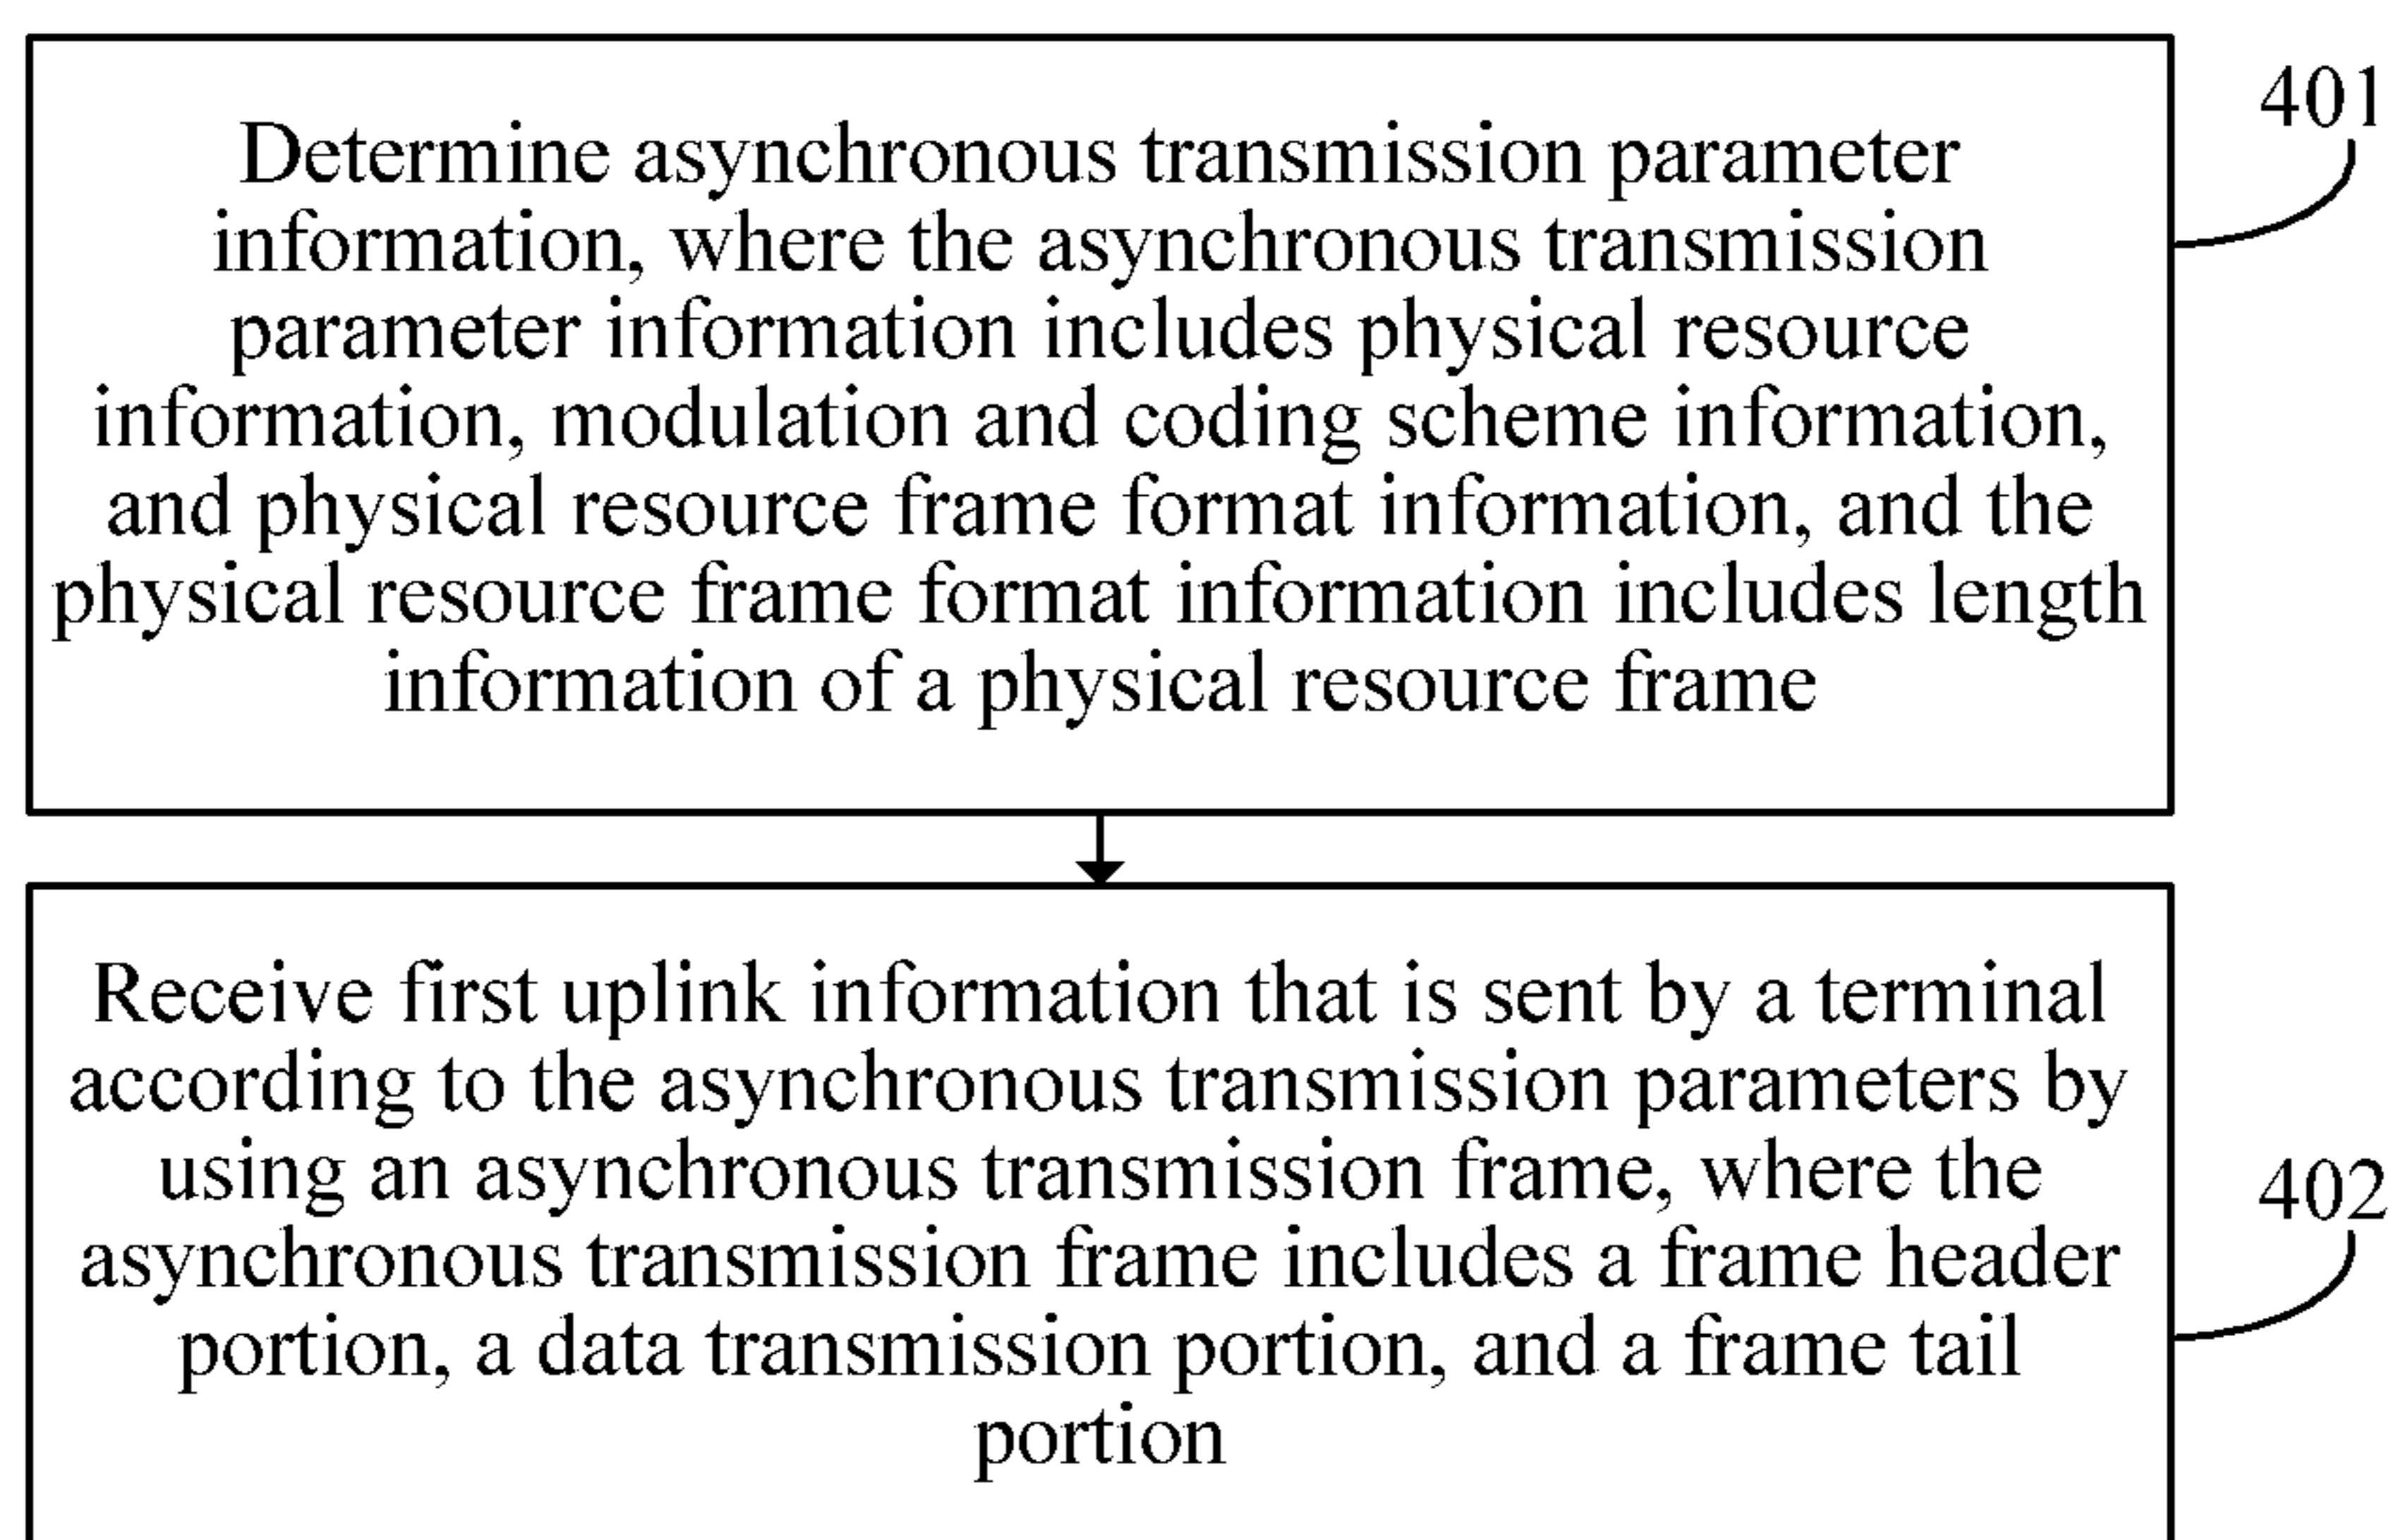 401
Determine asynchronous transmission parameter
information, where the asynchronous transmission
parameter information includes physical resource
information, modulation and coding scheme information,
and physical resource frame format information, and the
physical resource frame format information includes length
information of a physical resource frame
Receive first uplink information that is sent by a terminal
according to the asynchronous transmission parameters by
using an asynchronous transmission frame, where the
402
asynchronous transmission frame includes a frame header
portion, a data transmission portion, and a frame tail
portion